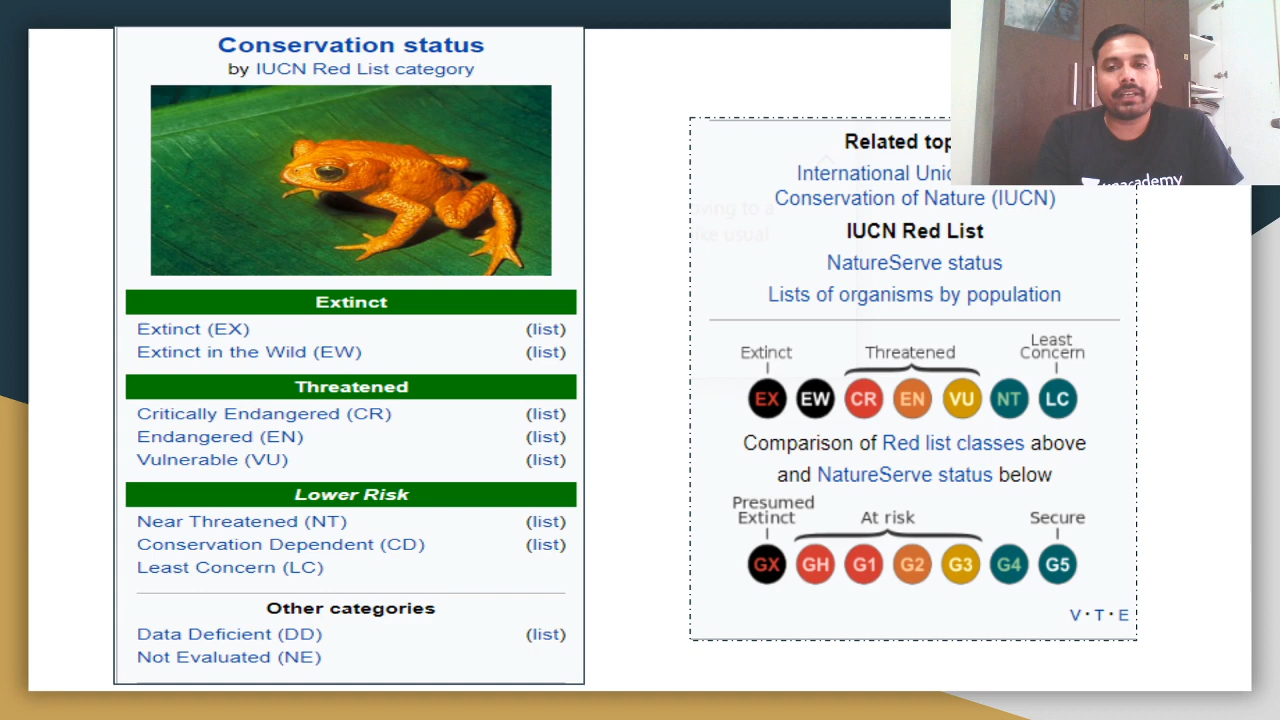 Conservation status
by IUCN Red List category
Extinct
Extinct (EX) (list)
Extinct in the Wild (EW) (list)
Threatened
Critically Endangered (CR) (list)
Endangered (EN) (list)
Vulnerable (VU) (list)
Lower Risk
Near Threatened (NT) (list)
Conservation Dependent (CD) (list)
Least Concern (LC)
Other categories
Data Deficient (DD) (list)
Not Evaluated (NE)
Related top
International Unio
Conservation of Nature (IUCN)
IUCN Red List
NatureServe status
Lists of organisms by population
Extinct Threatened Least
Concern
EX EW CR EN VU NT LC
Comparison of Red list classes above
and NatureServe status below
Presumed
Extinct At risk Secure
GX GH G1 G2 G3 G4 G5
V · T · E